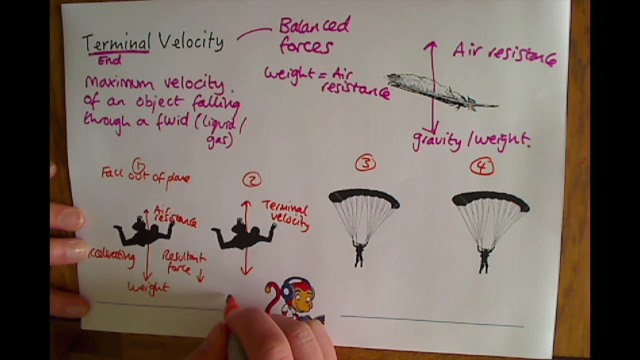 Terminal Velocity
End
Balanced
forces
weight = Air
resistance
Maximum velocity
of an object falling
through a fluid (liquid/
gas)
Air resistance
gravity/weight.
①
Fall out of plane
②
③
④
Air
resistance
Accelerating
Resultant
force ↓
Weight
Terminal
velocity